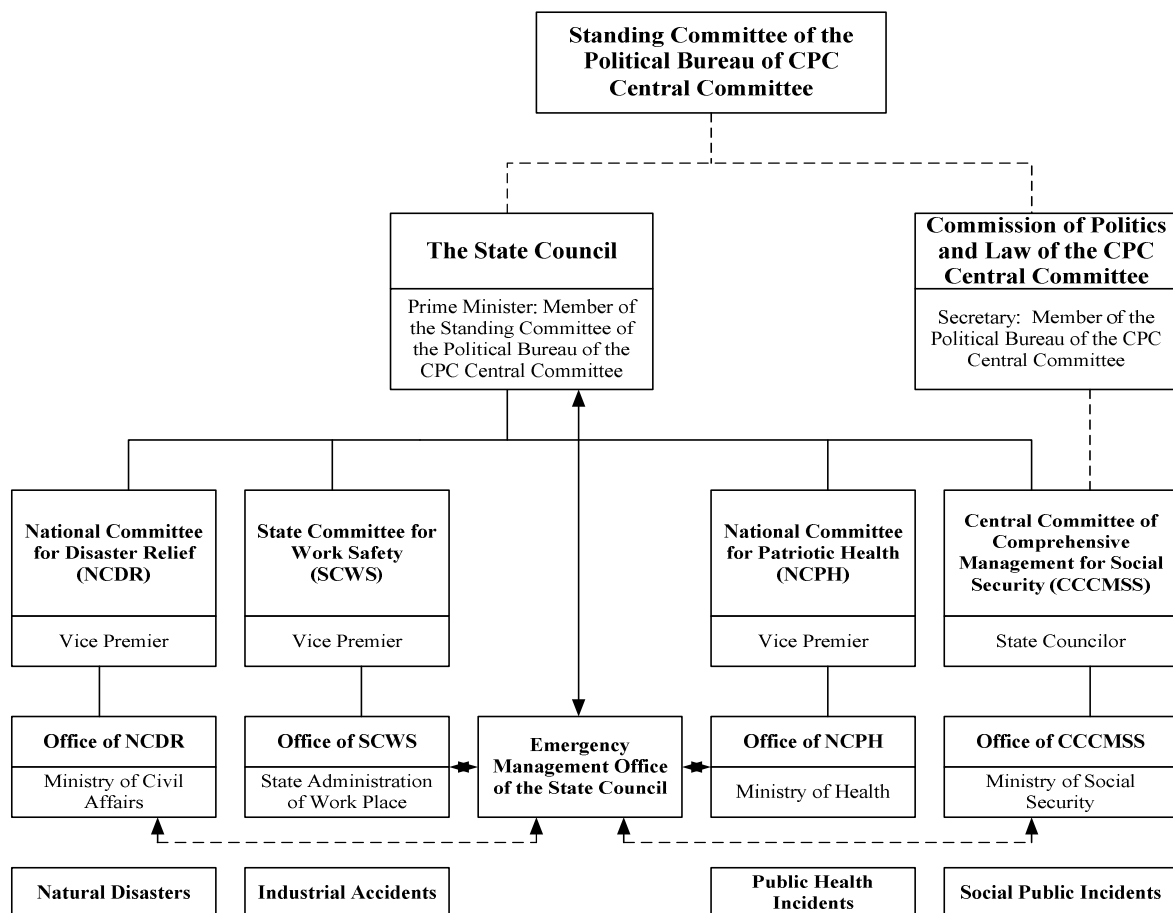 Standing Committee of the
Political Bureau of CPC
Central Committee
The State Council
Prime Minister: Member of
the Standing Committee of
the Political Bureau of the
CPC Central Committee
Commission of Politics
and Law of the CPC
Central Committee
Secretary: Member of the
Political Bureau of the CPC
Central Committee
National Committee
for Disaster Relief
(NCDR)
Vice Premier
State Committee for
Work Safety
(SCWS)
Vice Premier
National Committee
for Patriotic Health
(NCPH)
Vice Premier
Central Committee of
Comprehensive
Management for Social
Security (CCCMSS)
State Councilor
Office of NCDR
Ministry of Civil
Affairs
Office of SCWS
State Administration
of Work Place
Emergency
Management Office
of the State Council
Office of NCPH
Ministry of Health
Office of CCCMSS
Ministry of Social
Security
Natural Disasters
Industrial Accidents
Public Health
Incidents
Social Public Incidents